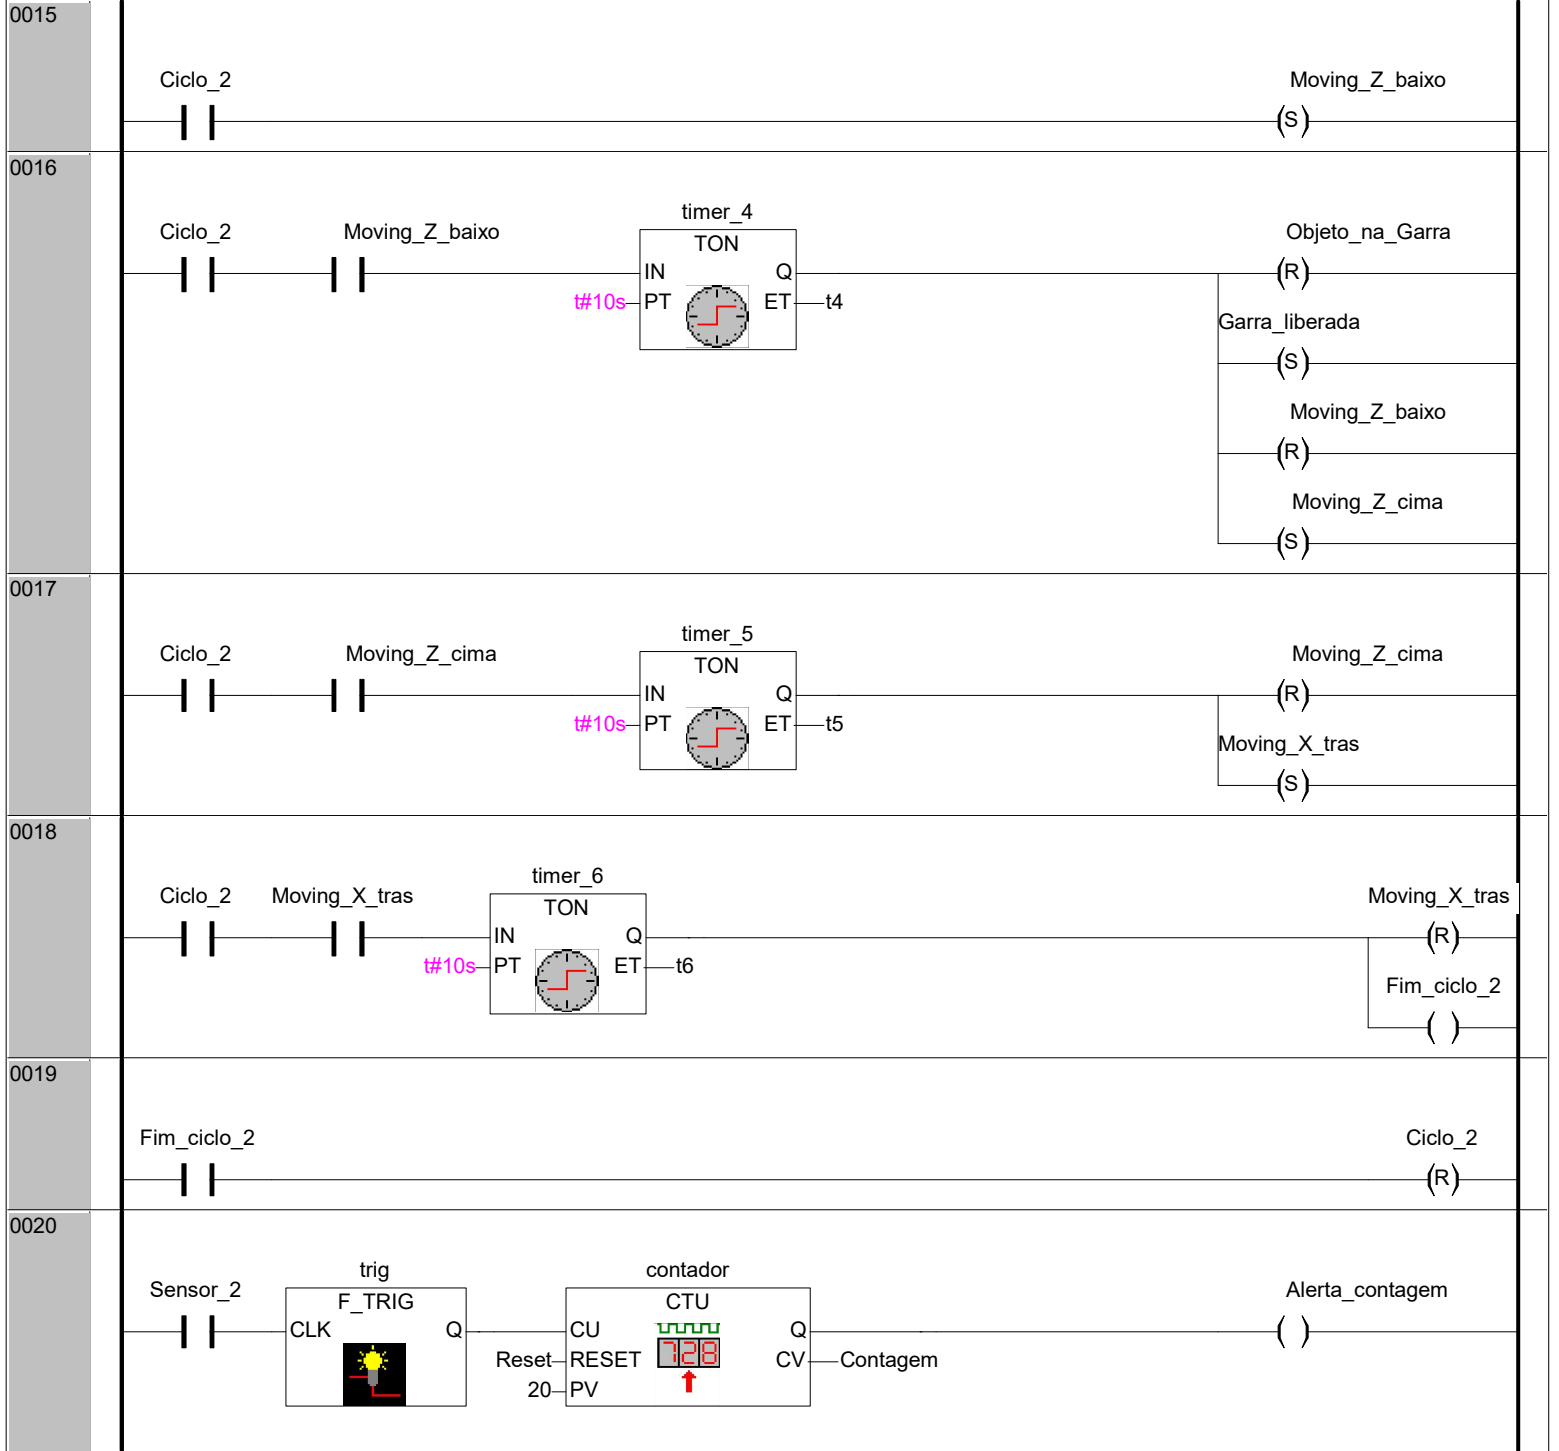 0015
Ciclo_2 Moving_Z_baixo
(S)
0016
timer_4
Ciclo_2 Moving_Z_baixo TON Objeto_na_Garra
IN Q (R)
t#10s PT ET t4
Garra_liberada
(S)
Moving_Z_baixo
(R)
Moving_Z_cima
(S)
0017
timer_5
Ciclo_2 Moving_Z_cima TON Moving_Z_cima
IN Q (R)
t#10s PT ET t5
Moving_X_tras
(S)
0018
timer_6
Ciclo_2 Moving_X_tras TON Moving_X_tras
IN Q (R)
t#10s PT ET t6
Fim_ciclo_2
( )
0019
Fim_ciclo_2 Ciclo_2
(R)
0020
trig contador
Sensor_2 F_TRIG CTU Alerta_contagem
CLK Q CU Q ( )
Reset RESET 728 CV Contagem
20 PV